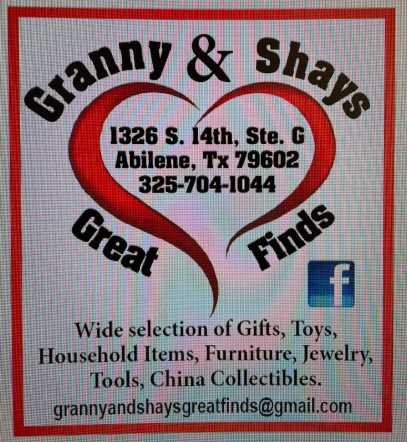 Granny & Shays
1326 S. 14th, Ste. G
Abilene, Tx 79602
325-704-1044
Great Finds
f
Wide selection of Gifts, Toys,
Household Items, Furniture, Jewelry,
Tools, China Collectibles.
grannyandshaysgreatfinds@gmail.com